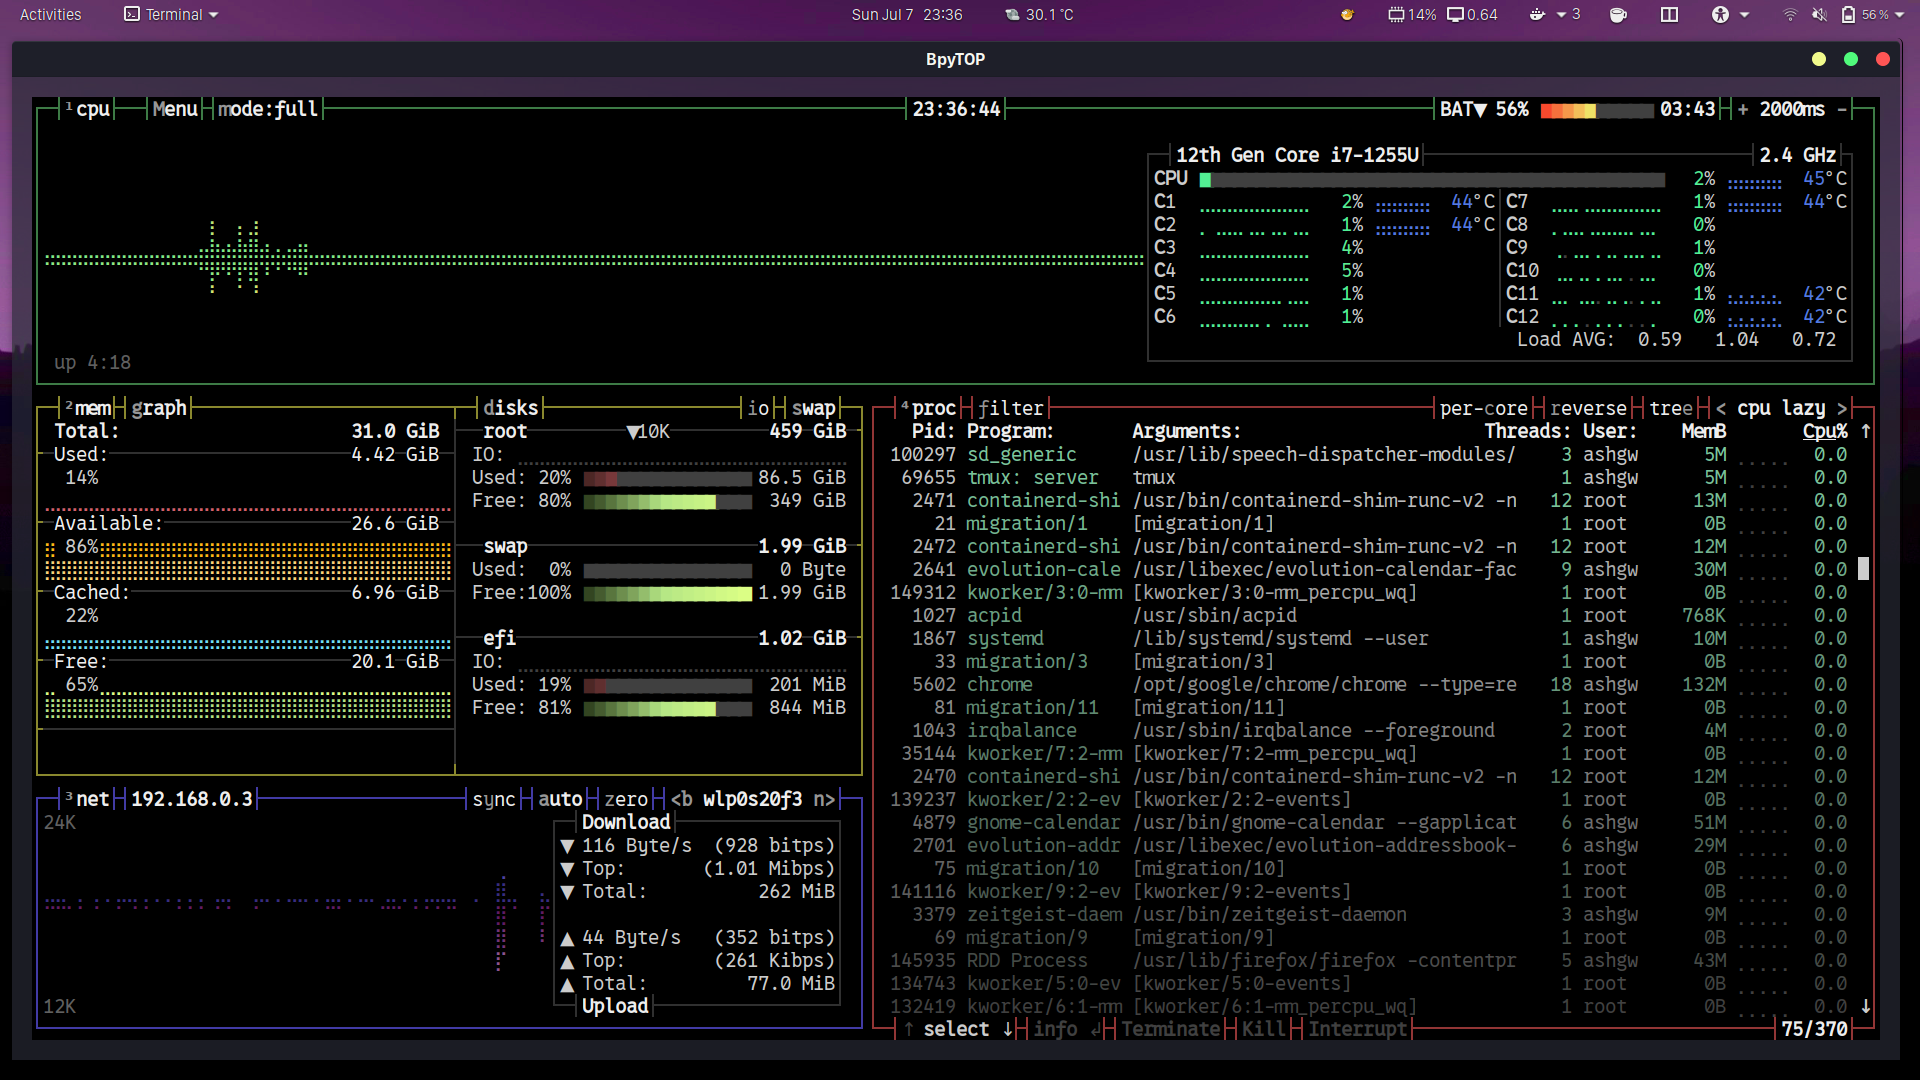 Activities Terminal Sun Jul 7 23:36 30.1 °C 14% 0.64 3 56 %
BpyTOP
¹cpu Menu mode:full 23:36:44 BAT▼ 56% 03:43 + 2000ms -
12th Gen Core i7-1255U 2.4 GHz
CPU 2% 45°C
C1 2% 44°C C7 1% 44°C
C2 1% 44°C C8 0%
C3 4% C9 1%
C4 5% C10 0%
C5 1% C11 1% 42°C
C6 1% C12 0% 42°C
Load AVG: 0.59 1.04 0.72
up 4:18
²mem graph disks io swap
Total: 31.0 GiB
Used: 4.42 GiB
14%
Available: 26.6 GiB
86%
Cached: 6.96 GiB
22%
Free: 20.1 GiB
65%
root ▼10K 459 GiB
IO:
Used: 20% 86.5 GiB
Free: 80% 349 GiB
swap 1.99 GiB
Used: 0% 0 Byte
Free:100% 1.99 GiB
efi 1.02 GiB
IO:
Used: 19% 201 MiB
Free: 81% 844 MiB
³net 192.168.0.3 sync auto zero <b wlp0s20f3 n>
24K
Download
▼ 116 Byte/s (928 bitps)
▼ Top: (1.01 Mibps)
▼ Total: 262 MiB
▲ 44 Byte/s (352 bitps)
▲ Top: (261 Kibps)
▲ Total: 77.0 MiB
Upload
12K
⁴proc filter per-core reverse tree < cpu lazy >
Pid: Program: Arguments: Threads: User: MemB Cpu% ↑
100297 sd_generic /usr/lib/speech-dispatcher-modules/ 3 ashgw 5M 0.0
69655 tmux: server tmux 1 ashgw 5M 0.0
2471 containerd-shi /usr/bin/containerd-shim-runc-v2 -n 12 root 13M 0.0
21 migration/1 [migration/1] 1 root 0B 0.0
2472 containerd-shi /usr/bin/containerd-shim-runc-v2 -n 12 root 12M 0.0
2641 evolution-cale /usr/libexec/evolution-calendar-fac 9 ashgw 30M 0.0
149312 kworker/3:0-mm [kworker/3:0-mm_percpu_wq] 1 root 0B 0.0
1027 acpid /usr/sbin/acpid 1 root 768K 0.0
1867 systemd /lib/systemd/systemd --user 1 ashgw 10M 0.0
33 migration/3 [migration/3] 1 root 0B 0.0
5602 chrome /opt/google/chrome/chrome --type=re 18 ashgw 132M 0.0
81 migration/11 [migration/11] 1 root 0B 0.0
1043 irqbalance /usr/sbin/irqbalance --foreground 2 root 4M 0.0
35144 kworker/7:2-mm [kworker/7:2-mm_percpu_wq] 1 root 0B 0.0
2470 containerd-shi /usr/bin/containerd-shim-runc-v2 -n 12 root 12M 0.0
139237 kworker/2:2-ev [kworker/2:2-events] 1 root 0B 0.0
4879 gnome-calendar /usr/bin/gnome-calendar --gapplicat 6 ashgw 51M 0.0
2701 evolution-addr /usr/libexec/evolution-addressbook- 6 ashgw 29M 0.0
75 migration/10 [migration/10] 1 root 0B 0.0
141116 kworker/9:2-ev [kworker/9:2-events] 1 root 0B 0.0
3379 zeitgeist-daem /usr/bin/zeitgeist-daemon 3 ashgw 9M 0.0
69 migration/9 [migration/9] 1 root 0B 0.0
145935 RDD Process /usr/lib/firefox/firefox -contentpr 5 ashgw 43M 0.0
134743 kworker/5:0-ev [kworker/5:0-events] 1 root 0B 0.0
132419 kworker/6:1-mm [kworker/6:1-mm_percpu_wq] 1 root 0B 0.0 ↓
↑ select ↓ info ↲ Terminate Kill Interrupt 75/370